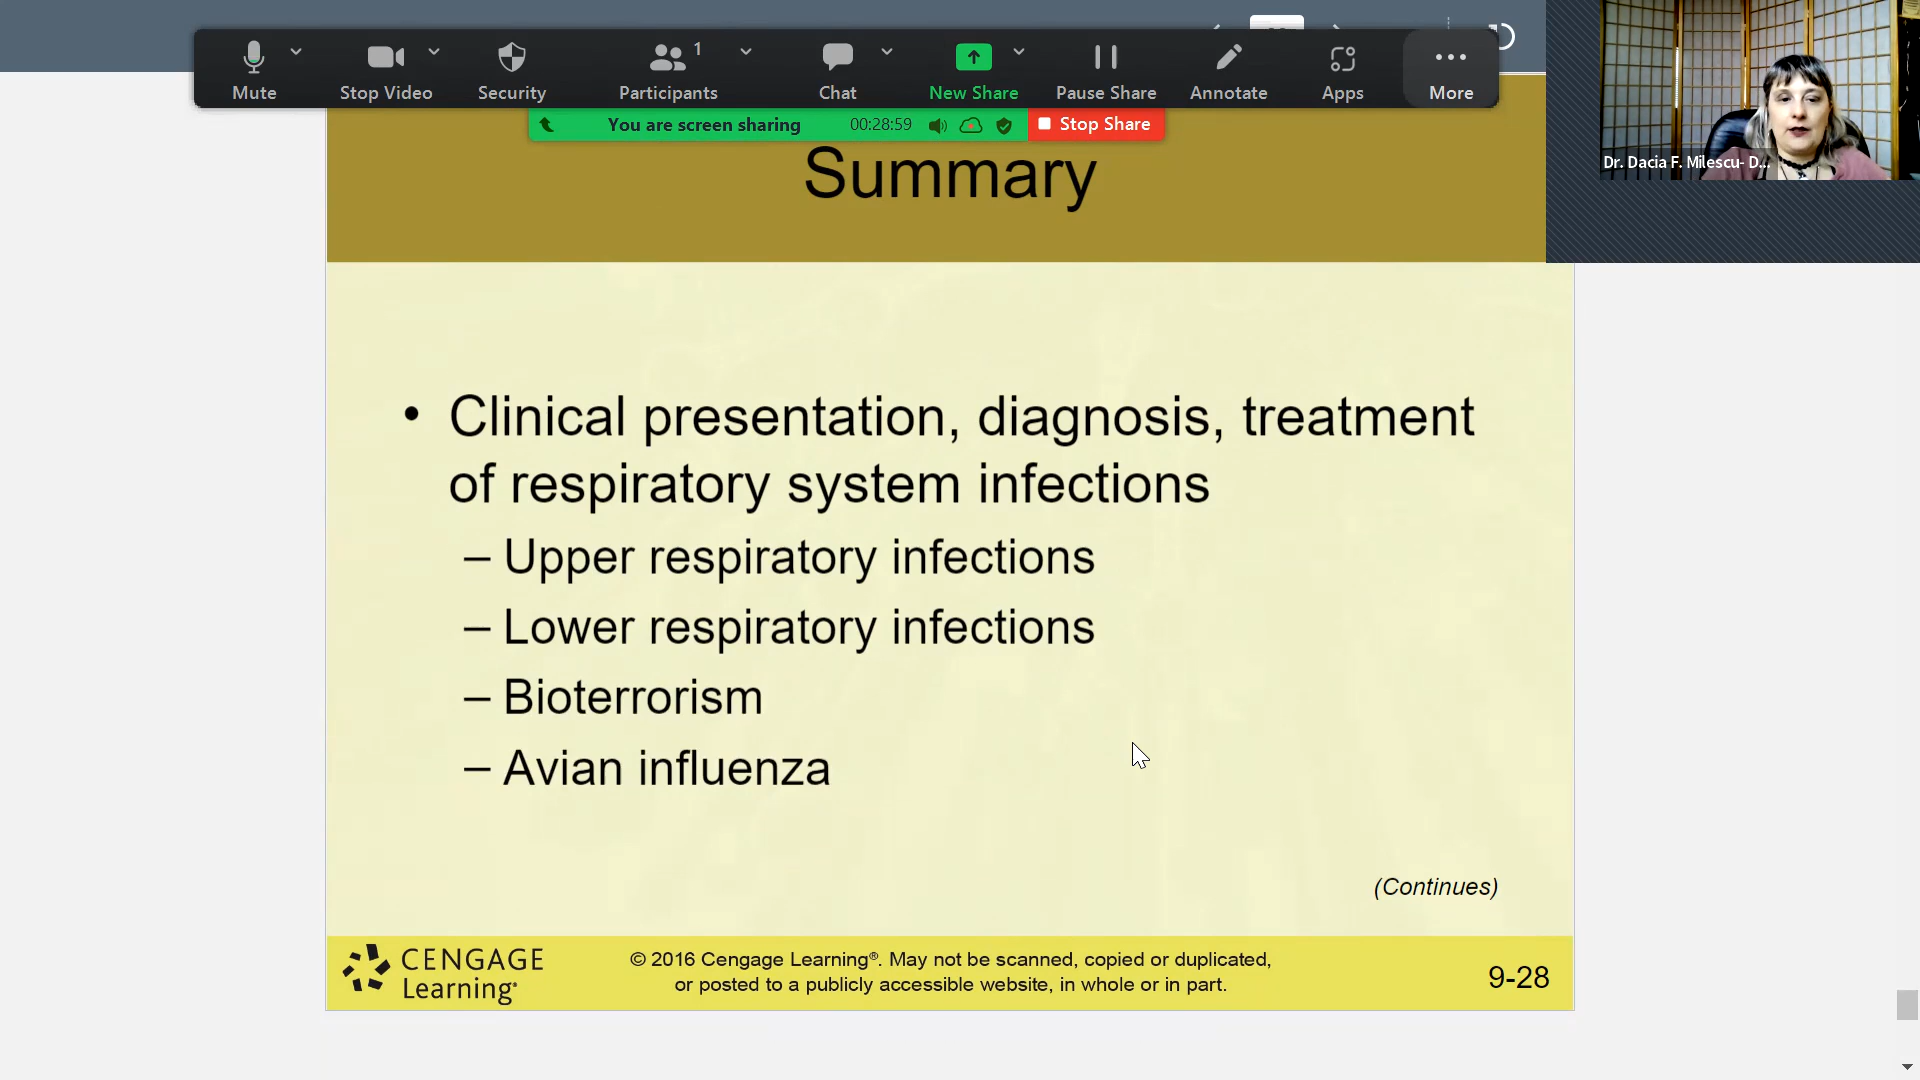 Mute
Stop Video
Security
Participants
1
Chat
New Share
Pause Share
Annotate
Apps
More
You are screen sharing
00:28:59
Stop Share
Dr. Dacia F. Milescu- D...
Summary
• Clinical presentation, diagnosis, treatment
of respiratory system infections
– Upper respiratory infections
– Lower respiratory infections
– Bioterrorism
– Avian influenza
(Continues)
CENGAGE
Learning®
© 2016 Cengage Learning®. May not be scanned, copied or duplicated,
or posted to a publicly accessible website, in whole or in part.
9-28